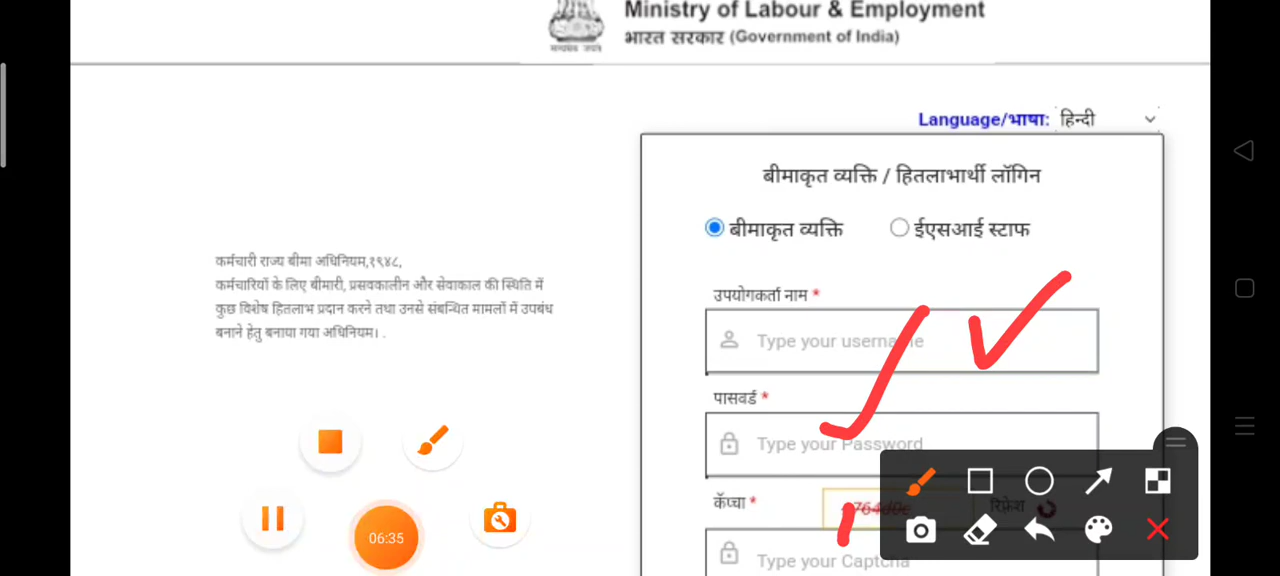 Ministry of Labour & Employment
भारत सरकार (Government of India)
Language/भाषा: हिन्दी
बीमाकृत व्यक्ति / हितलाभार्थी लॉगिन
बीमाकृत व्यक्ति ईएसआई स्टाफ
कर्मचारी राज्य बीमा अधिनियम,१९४८,
कर्मचारियों के लिए बीमारी, प्रसवकालीन और सेवाकाल की स्थिति में
कुछ विशेष हितलाभ प्रदान करने तथा उनसे संबन्धित मामलों में उपबंध
बनाने हेतु बनाया गया अधिनियम। .
उपयोगकर्ता नाम *
Type your username
पासवर्ड *
Type your Password
कॅप्चा *
रिफ़्रेश
Type your Captcha
06:35